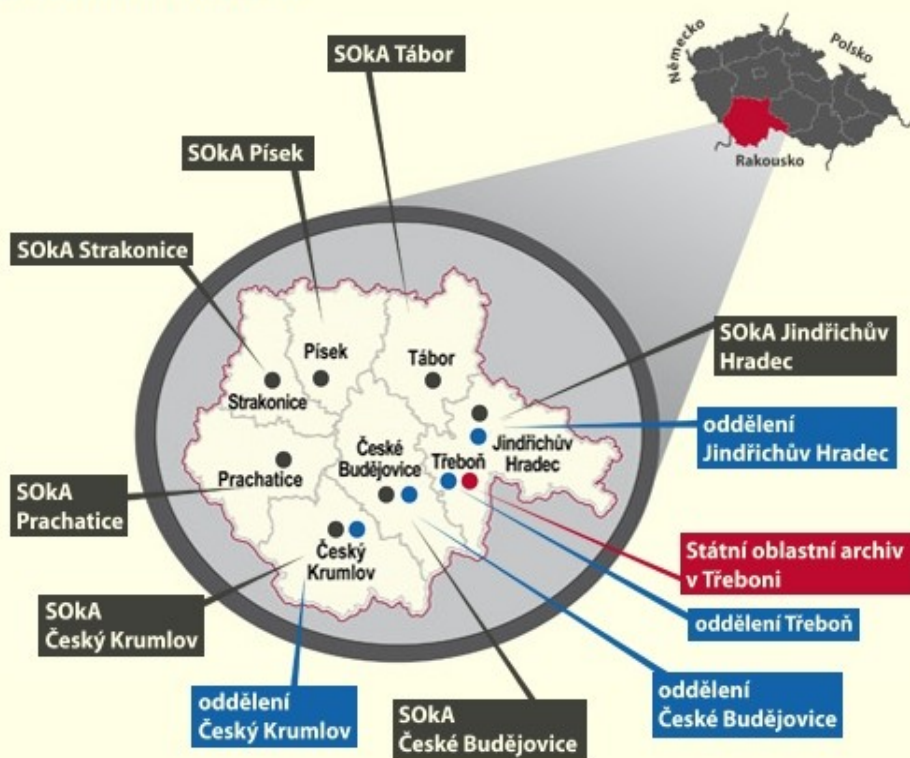 SOkA Tábor
Německo
Polsko
Rakousko
SOkA Písek
SOkA Strakonice
SOkA Jindřichův
Hradec
oddělení
Jindřichův Hradec
Písek
Tábor
Strakonice
České
Budějovice
Třeboň
Jindřichův
Hradec
Prachatice
Český
Krumlov
SOkA
Prachatice
Státní oblastní archiv
v Třeboni
oddělení Třeboň
SOkA
Český Krumlov
oddělení
Český Krumlov
SOkA
České Budějovice
oddělení
České Budějovice